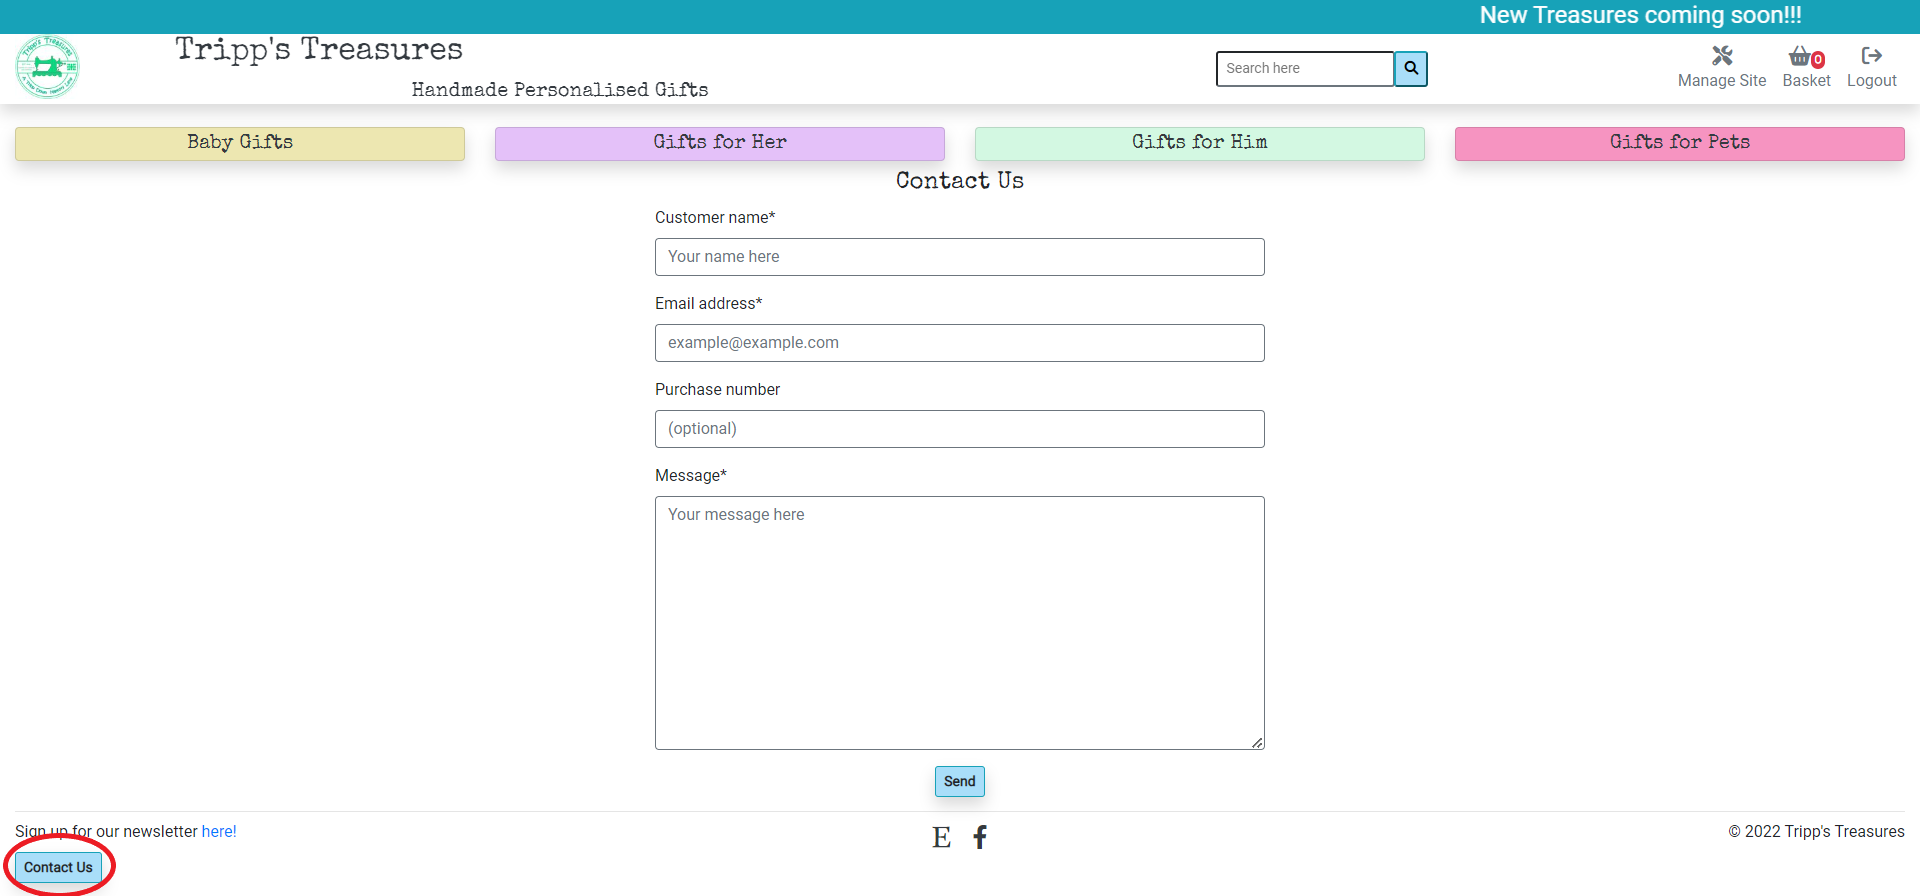 New Treasures coming soon!!!
Tripp's Treasures
Tripp's Treasures
Handmade Personalised Gifts
Search here
Manage Site
0
Basket
Logout
Baby Gifts
Gifts for Her
Gifts for Him
Gifts for Pets
Contact Us
Customer name*
Your name here
Email address*
example@example.com
Purchase number
(optional)
Message*
Your message here
Send
Sign up for our newsletter here!
E
© 2022 Tripp's Treasures
Contact Us